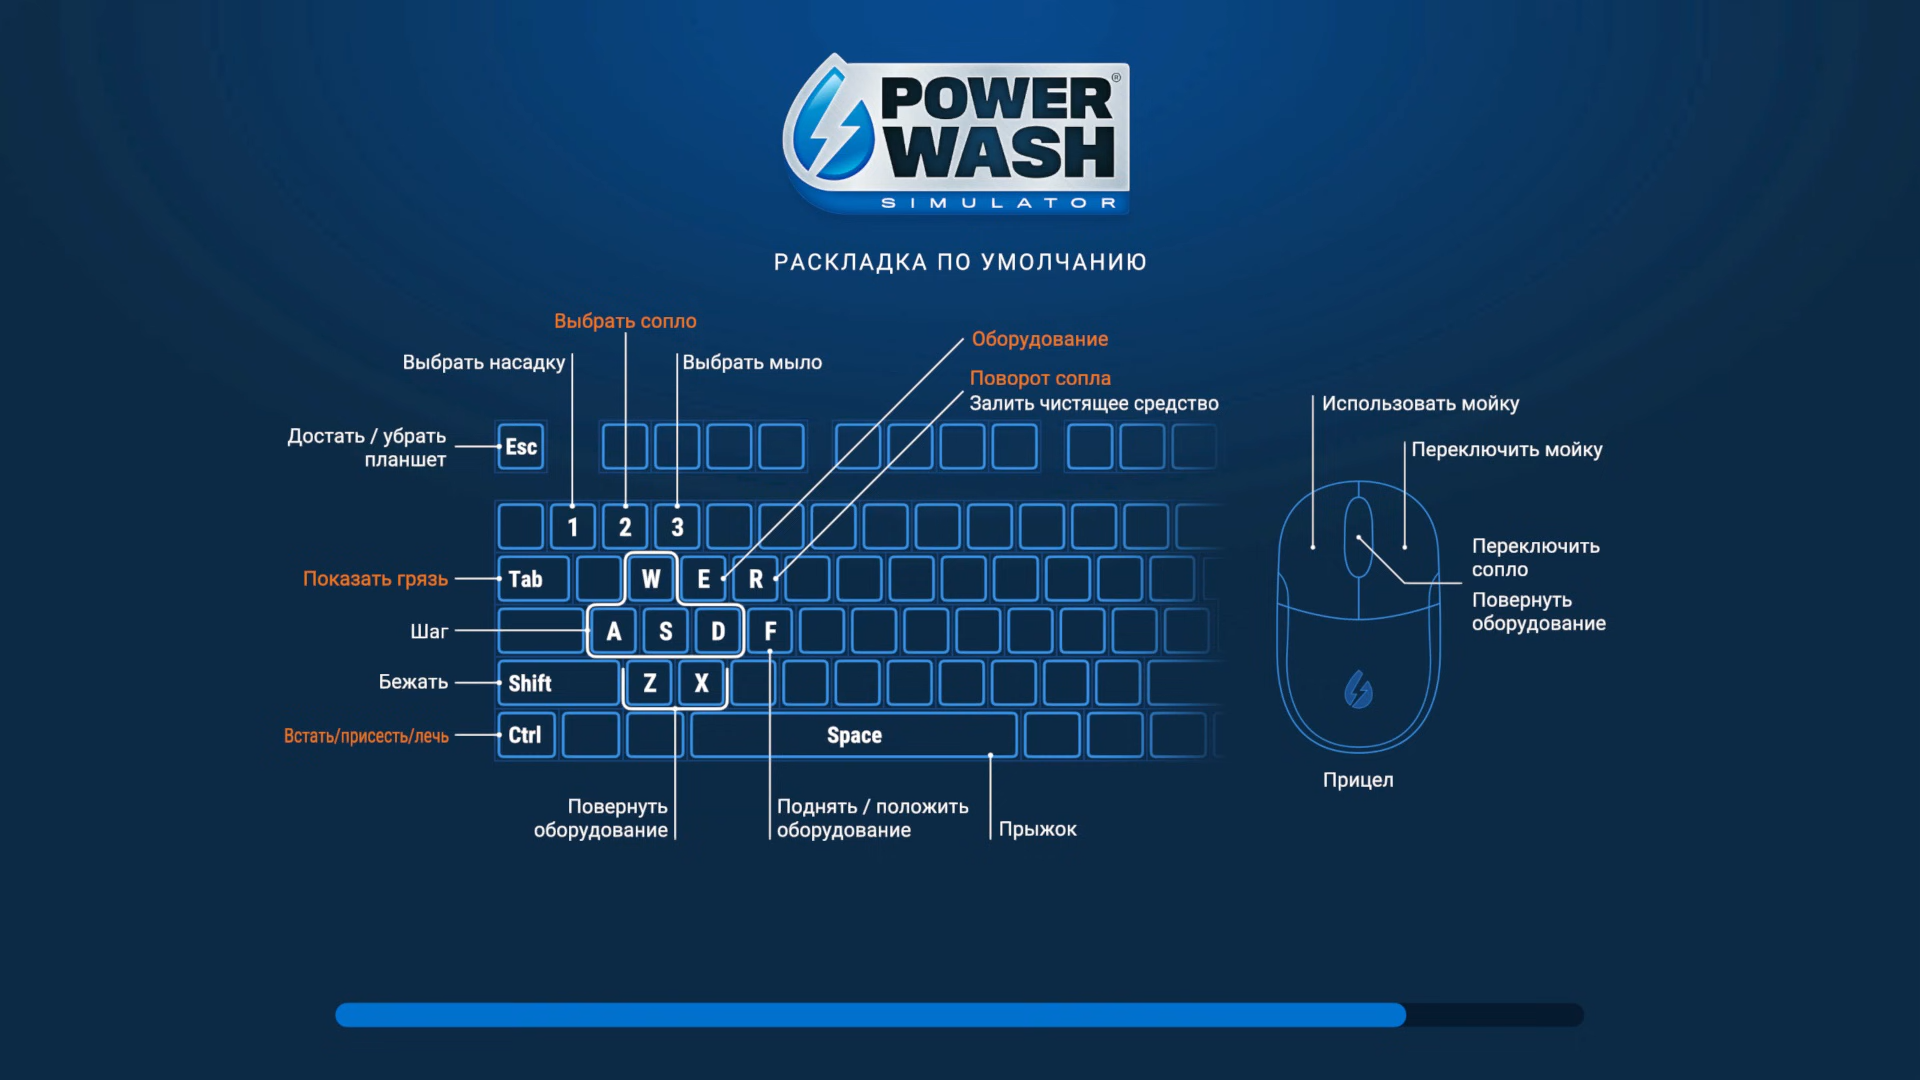 POWER®
WASH
SIMULATOR
РАСКЛАДКА ПО УМОЛЧАНИЮ
Выбрать сопло
Оборудование
Выбрать насадку
Выбрать мыло
Поворот сопла
Залить чистящее средство
Использовать мойку
Достать / убрать
планшет
Esc
Переключить мойку
1 2 3
Переключить
сопло
Показать грязь
Tab W E R
Повернуть
оборудование
Шаг
A S D F
Бежать
Shift Z X
Встать/присесть/лечь
Ctrl Space
Прицел
Повернуть
оборудование
Поднять / положить
оборудование
Прыжок